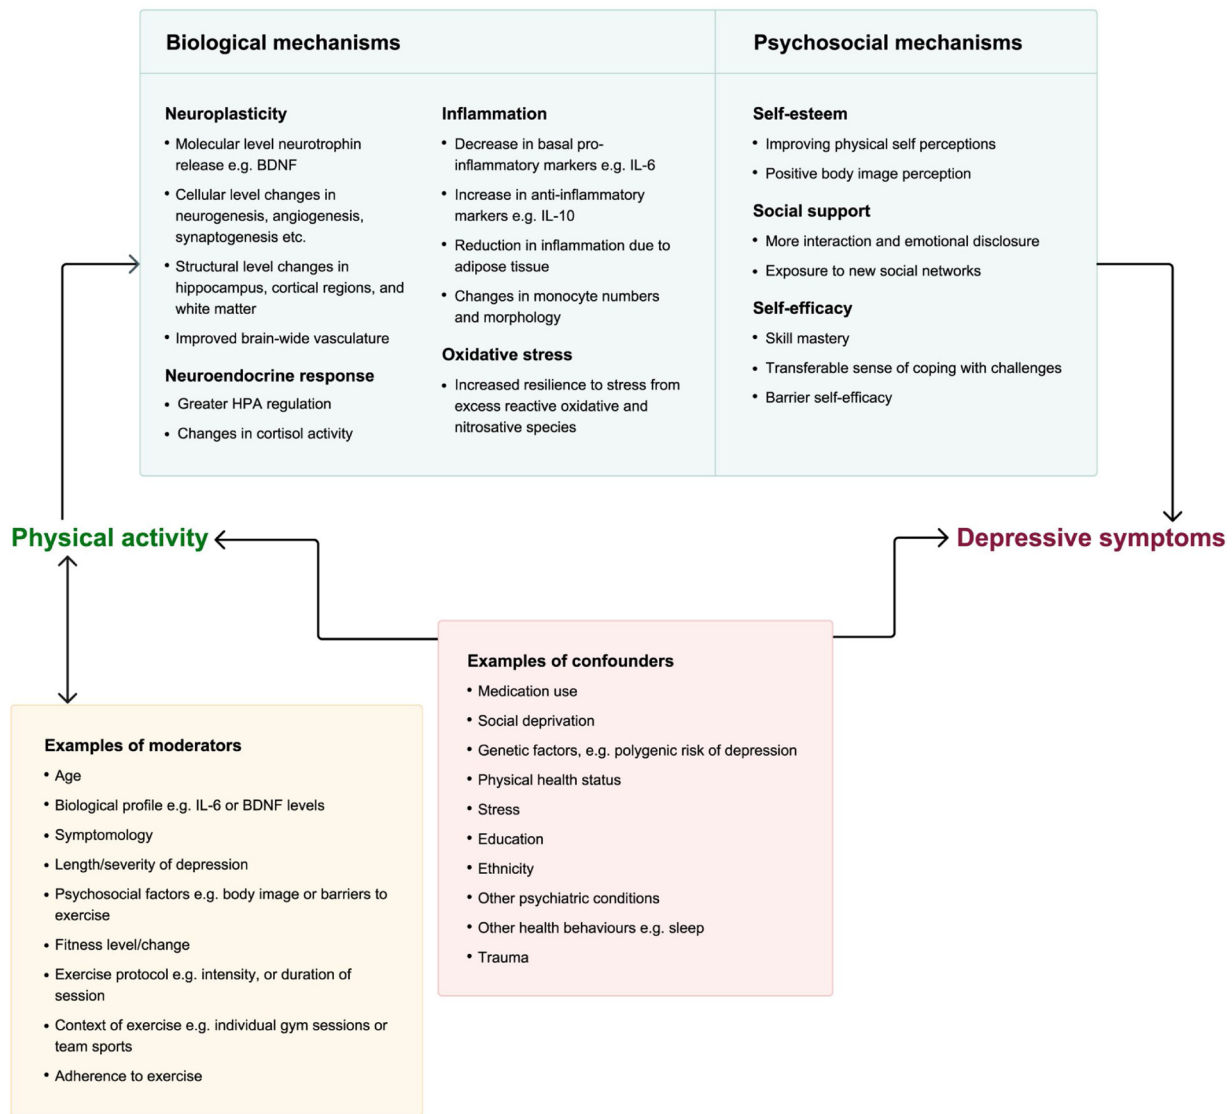 Biological mechanisms
Neuroplasticity
• Molecular level neurotrophin
release e.g. BDNF
• Cellular level changes in
neurogenesis, angiogenesis,
synaptogenesis etc.
• Structural level changes in
hippocampus, cortical regions, and
white matter
• Improved brain-wide vasculature
Neuroendocrine response
• Greater HPA regulation
• Changes in cortisol activity
Inflammation
• Decrease in basal pro-
inflammatory markers e.g. IL-6
• Increase in anti-inflammatory
markers e.g. IL-10
• Reduction in inflammation due to
adipose tissue
• Changes in monocyte numbers
and morphology
Oxidative stress
• Increased resilience to stress from
excess reactive oxidative and
nitrosative species
Psychosocial mechanisms
Self-esteem
• Improving physical self perceptions
• Positive body image perception
Social support
• More interaction and emotional disclosure
• Exposure to new social networks
Self-efficacy
• Skill mastery
• Transferable sense of coping with challenges
• Barrier self-efficacy
Physical activity
Depressive symptoms
Examples of moderators
• Age
• Biological profile e.g. IL-6 or BDNF levels
• Symptomology
• Length/severity of depression
• Psychosocial factors e.g. body image or barriers to
exercise
• Fitness level/change
• Exercise protocol e.g. intensity, or duration of
session
• Context of exercise e.g. individual gym sessions or
team sports
• Adherence to exercise
Examples of confounders
• Medication use
• Social deprivation
• Genetic factors, e.g. polygenic risk of depression
• Physical health status
• Stress
• Education
• Ethnicity
• Other psychiatric conditions
• Other health behaviours e.g. sleep
• Trauma